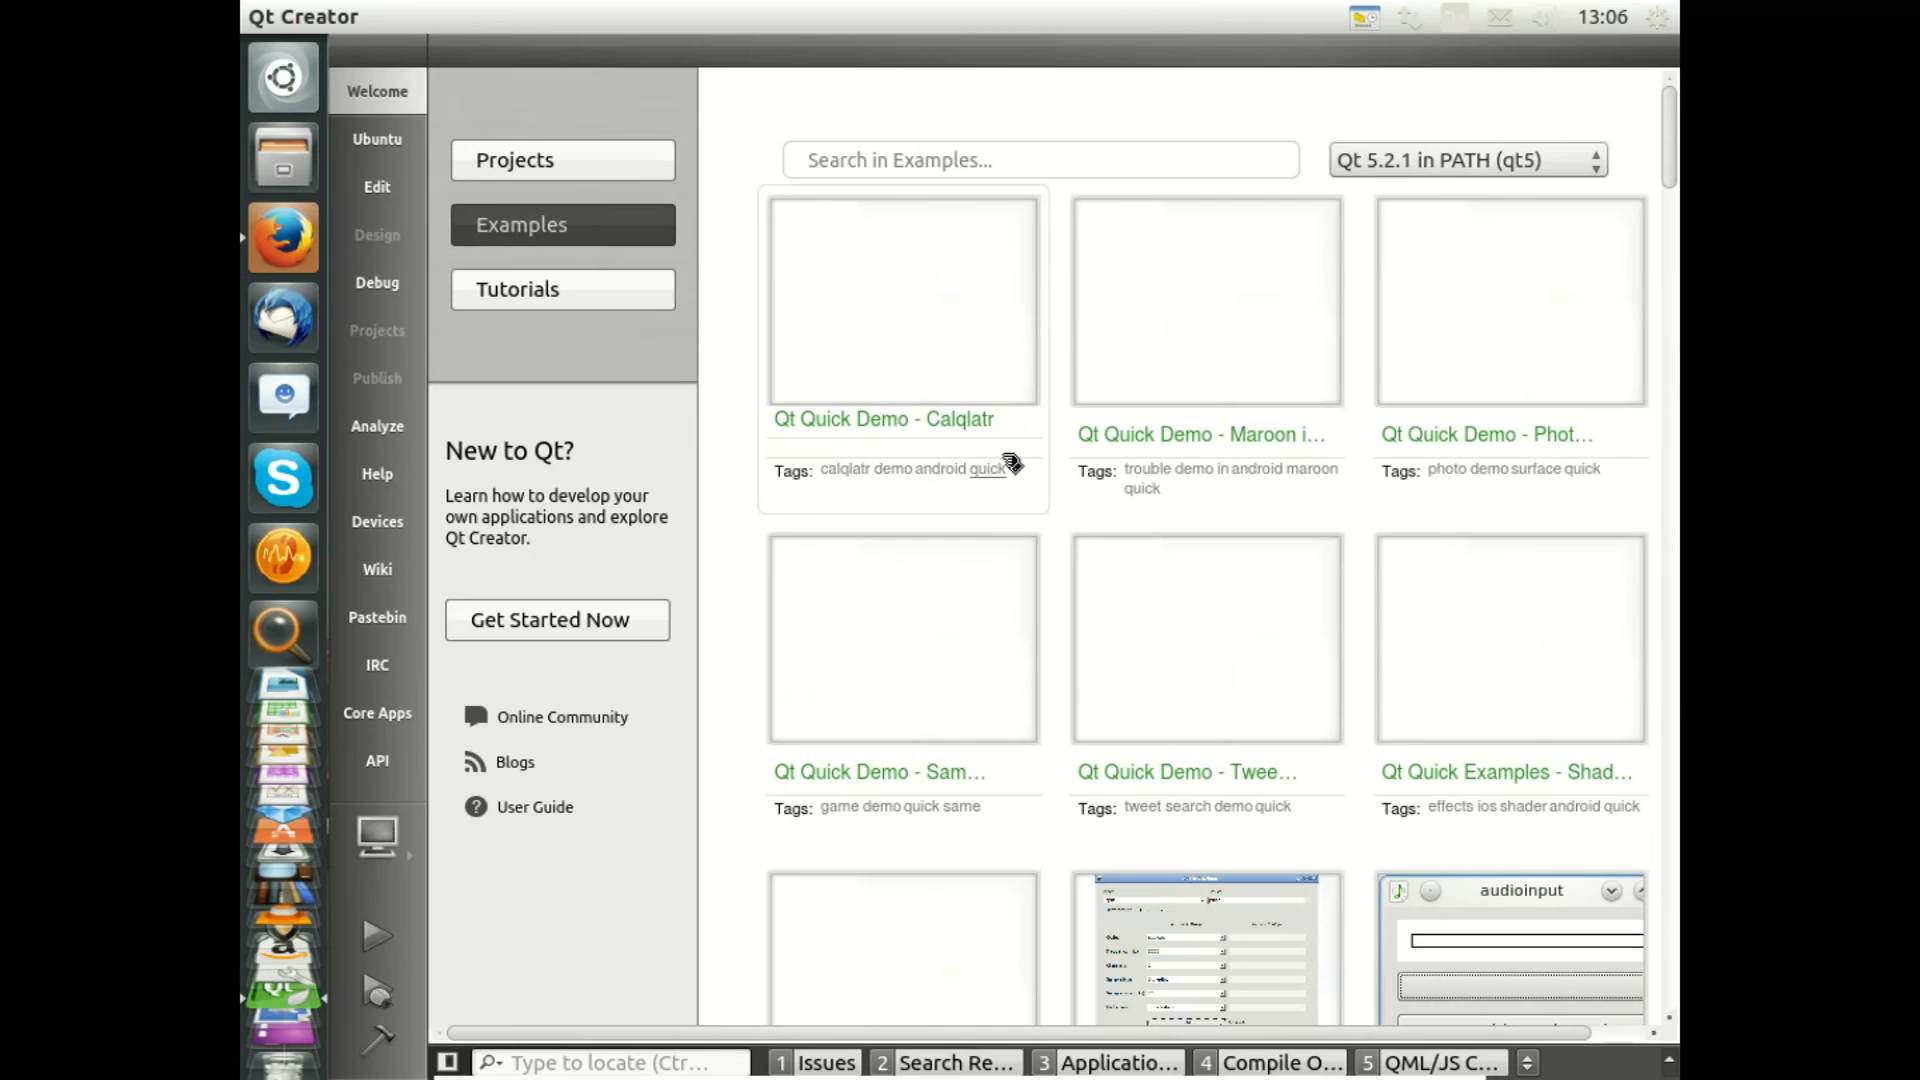 Qt Creator
13:06
Welcome
Ubuntu
Edit
Design
Debug
Projects
Publish
Analyze
Help
Devices
Wiki
Pastebin
IRC
Core Apps
API
Projects
Examples
Tutorials
New to Qt?
Learn how to develop your
own applications and explore
Qt Creator.
Get Started Now
Online Community
Blogs
User Guide
Search in Examples...
Qt 5.2.1 in PATH (qt5)
Qt Quick Demo - Calqlatr
Tags: calqlatr demo android quick
Qt Quick Demo - Maroon i...
Tags: trouble demo in android maroon
quick
Qt Quick Demo - Phot...
Tags: photo demo surface quick
Qt Quick Demo - Sam...
Tags: game demo quick same
Qt Quick Demo - Twee...
Tags: tweet search demo quick
Qt Quick Examples - Shad...
Tags: effects ios shader android quick
audioinput
Type to locate (Ctr...
1 Issues
2 Search Re...
3 Applicatio...
4 Compile O...
5 QML/JS C...